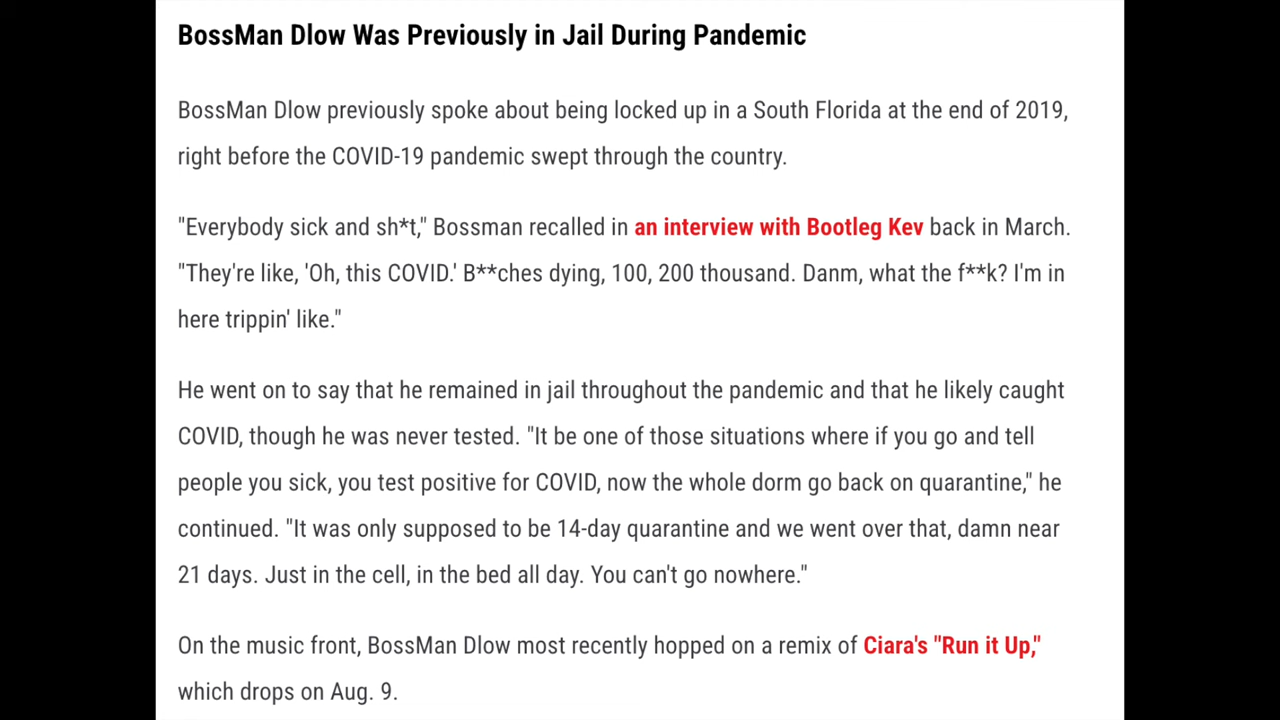 BossMan Dlow Was Previously in Jail During Pandemic
BossMan Dlow previously spoke about being locked up in a South Florida at the end of 2019,
right before the COVID-19 pandemic swept through the country.
"Everybody sick and sh*t," Bossman recalled in an interview with Bootleg Kev back in March.
"They're like, 'Oh, this COVID.' B**ches dying, 100, 200 thousand. Danm, what the f**k? I'm in
here trippin' like."
He went on to say that he remained in jail throughout the pandemic and that he likely caught
COVID, though he was never tested. "It be one of those situations where if you go and tell
people you sick, you test positive for COVID, now the whole dorm go back on quarantine," he
continued. "It was only supposed to be 14-day quarantine and we went over that, damn near
21 days. Just in the cell, in the bed all day. You can't go nowhere."
On the music front, BossMan Dlow most recently hopped on a remix of Ciara's "Run it Up,"
which drops on Aug. 9.